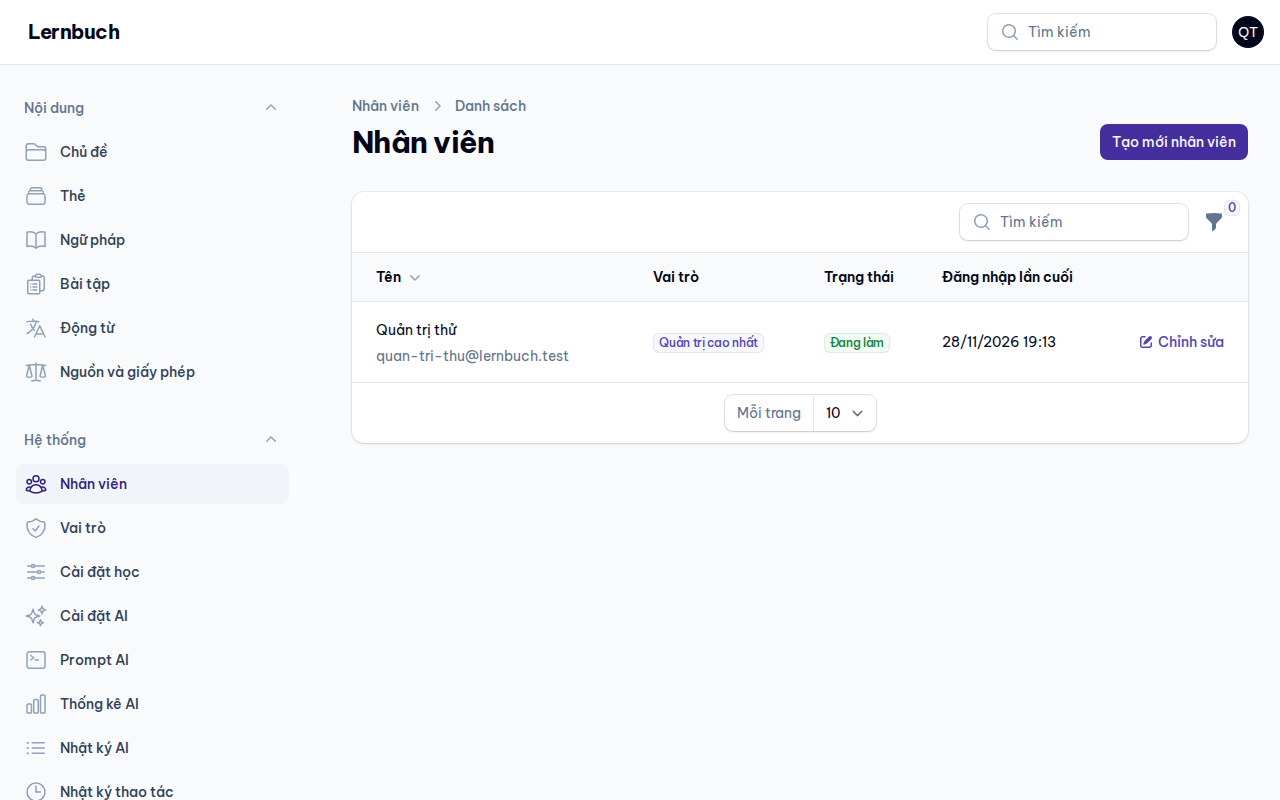 Lernbuch
Tìm kiếm
QT
Nội dung
Chủ đề
Thẻ
Ngữ pháp
Bài tập
Động từ
Nguồn và giấy phép
Hệ thống
Nhân viên
Vai trò
Cài đặt học
Cài đặt AI
Prompt AI
Thống kê AI
Nhật ký AI
Nhật ký thao tác
Nhân viên Danh sách
Nhân viên
Tạo mới nhân viên
Tìm kiếm
0
Tên Vai trò Trạng thái Đăng nhập lần cuối
Quản trị thử
quan-tri-thu@lernbuch.test
Quản trị cao nhất Đang làm 28/11/2026 19:13 Chỉnh sửa
Mỗi trang 10